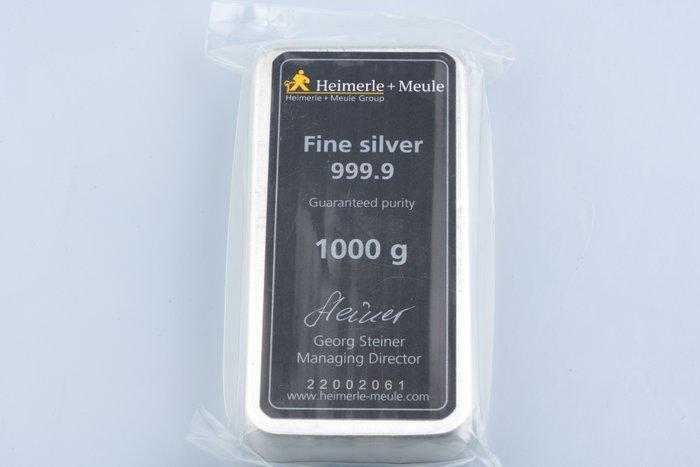 Heimerle + Meule
Heimerle + Meule Group
Fine silver
999.9
Guaranteed purity
1000 g
Steiner
Georg Steiner
Managing Director
22002061
www.heimerle-meule.com